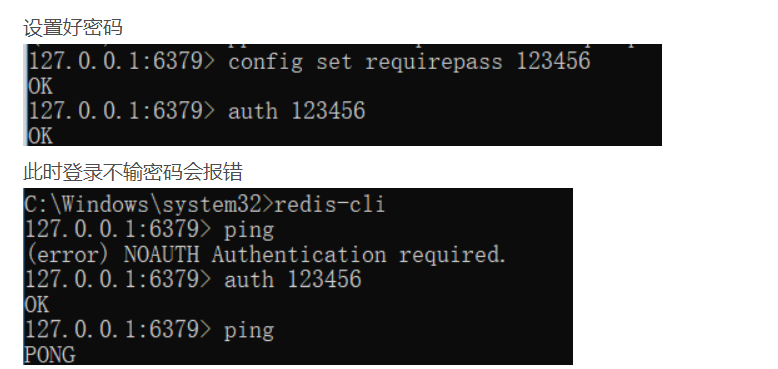 设置好密码
127.0.0.1:6379> config set requirepass 123456
OK
127.0.0.1:6379> auth 123456
OK
此时登录不输密码会报错
C:\Windows\system32>redis-cli
127.0.0.1:6379> ping
(error) NOAUTH Authentication required.
127.0.0.1:6379> auth 123456
OK
127.0.0.1:6379> ping
PONG